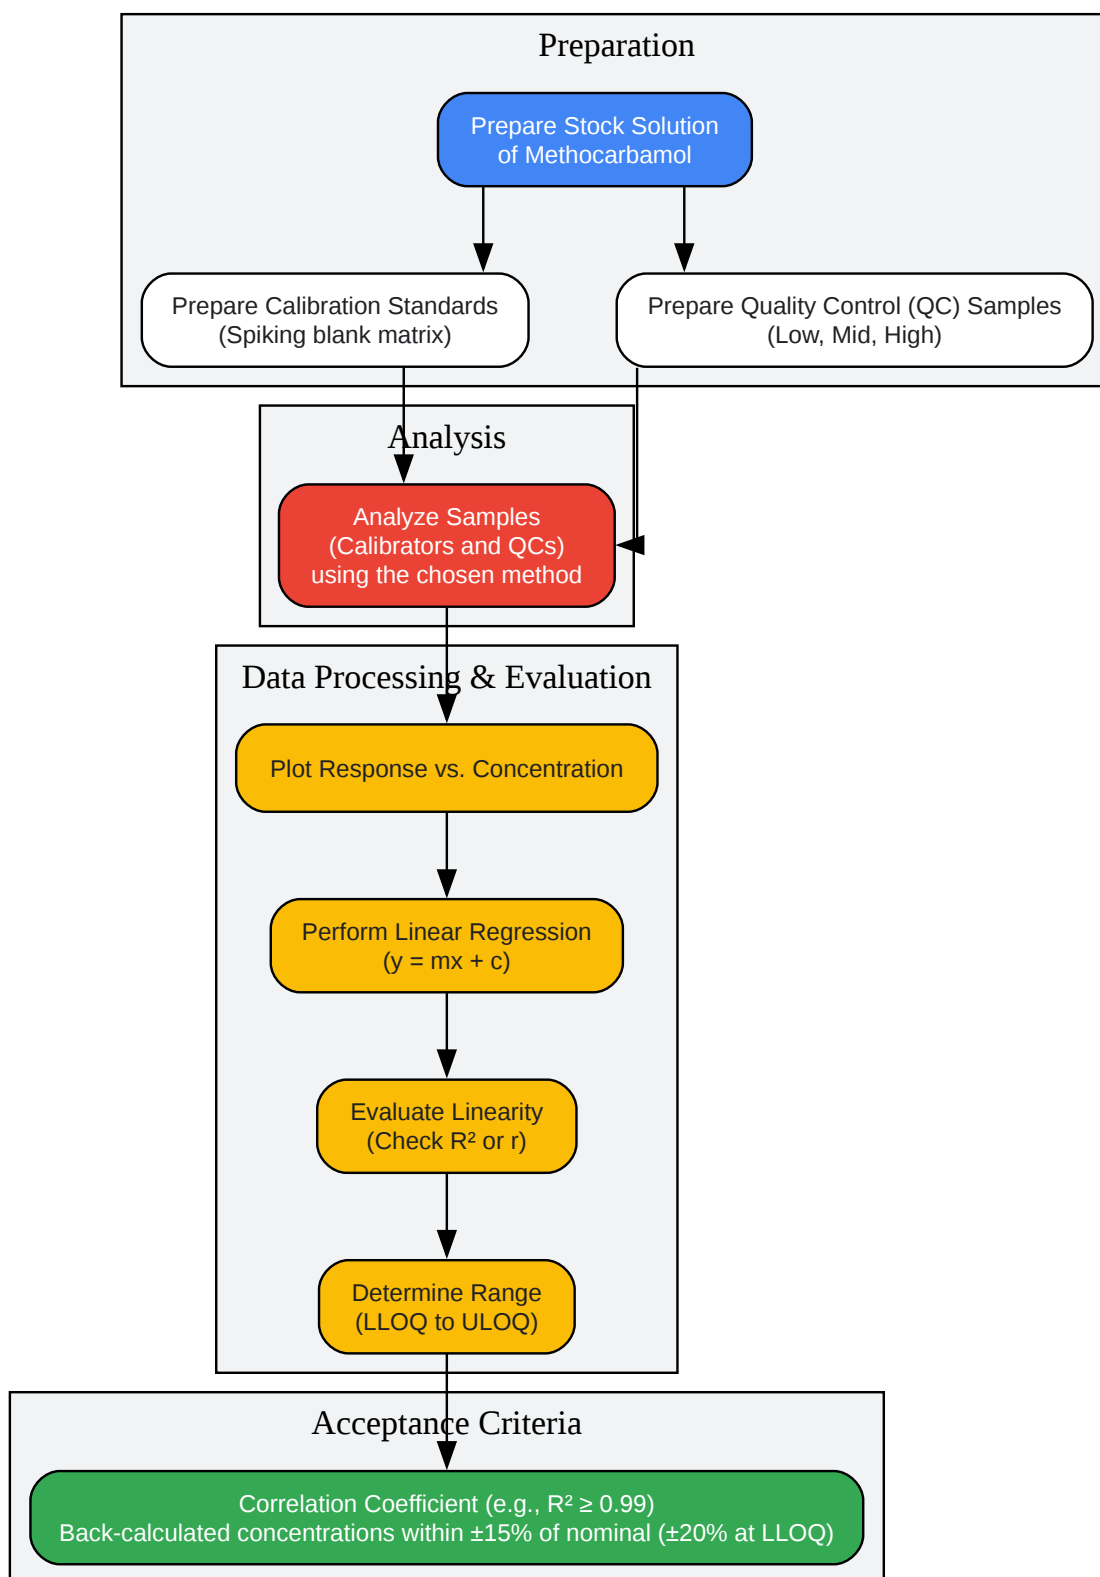 Preparation
Prepare Stock Solution
of Methocarbamol
Prepare Calibration Standards
(Spiking blank matrix)
Prepare Quality Control (QC) Samples
(Low, Mid, High)
Analysis
Analyze Samples
(Calibrators and QCs)
using the chosen method
Data Processing & Evaluation
Plot Response vs. Concentration
Perform Linear Regression
(y = mx + c)
Evaluate Linearity
(Check R² or r)
Determine Range
(LLOQ to ULOQ)
Acceptance Criteria
Correlation Coefficient (e.g., R² ≥ 0.99)
Back-calculated concentrations within ±15% of nominal (±20% at LLOQ)